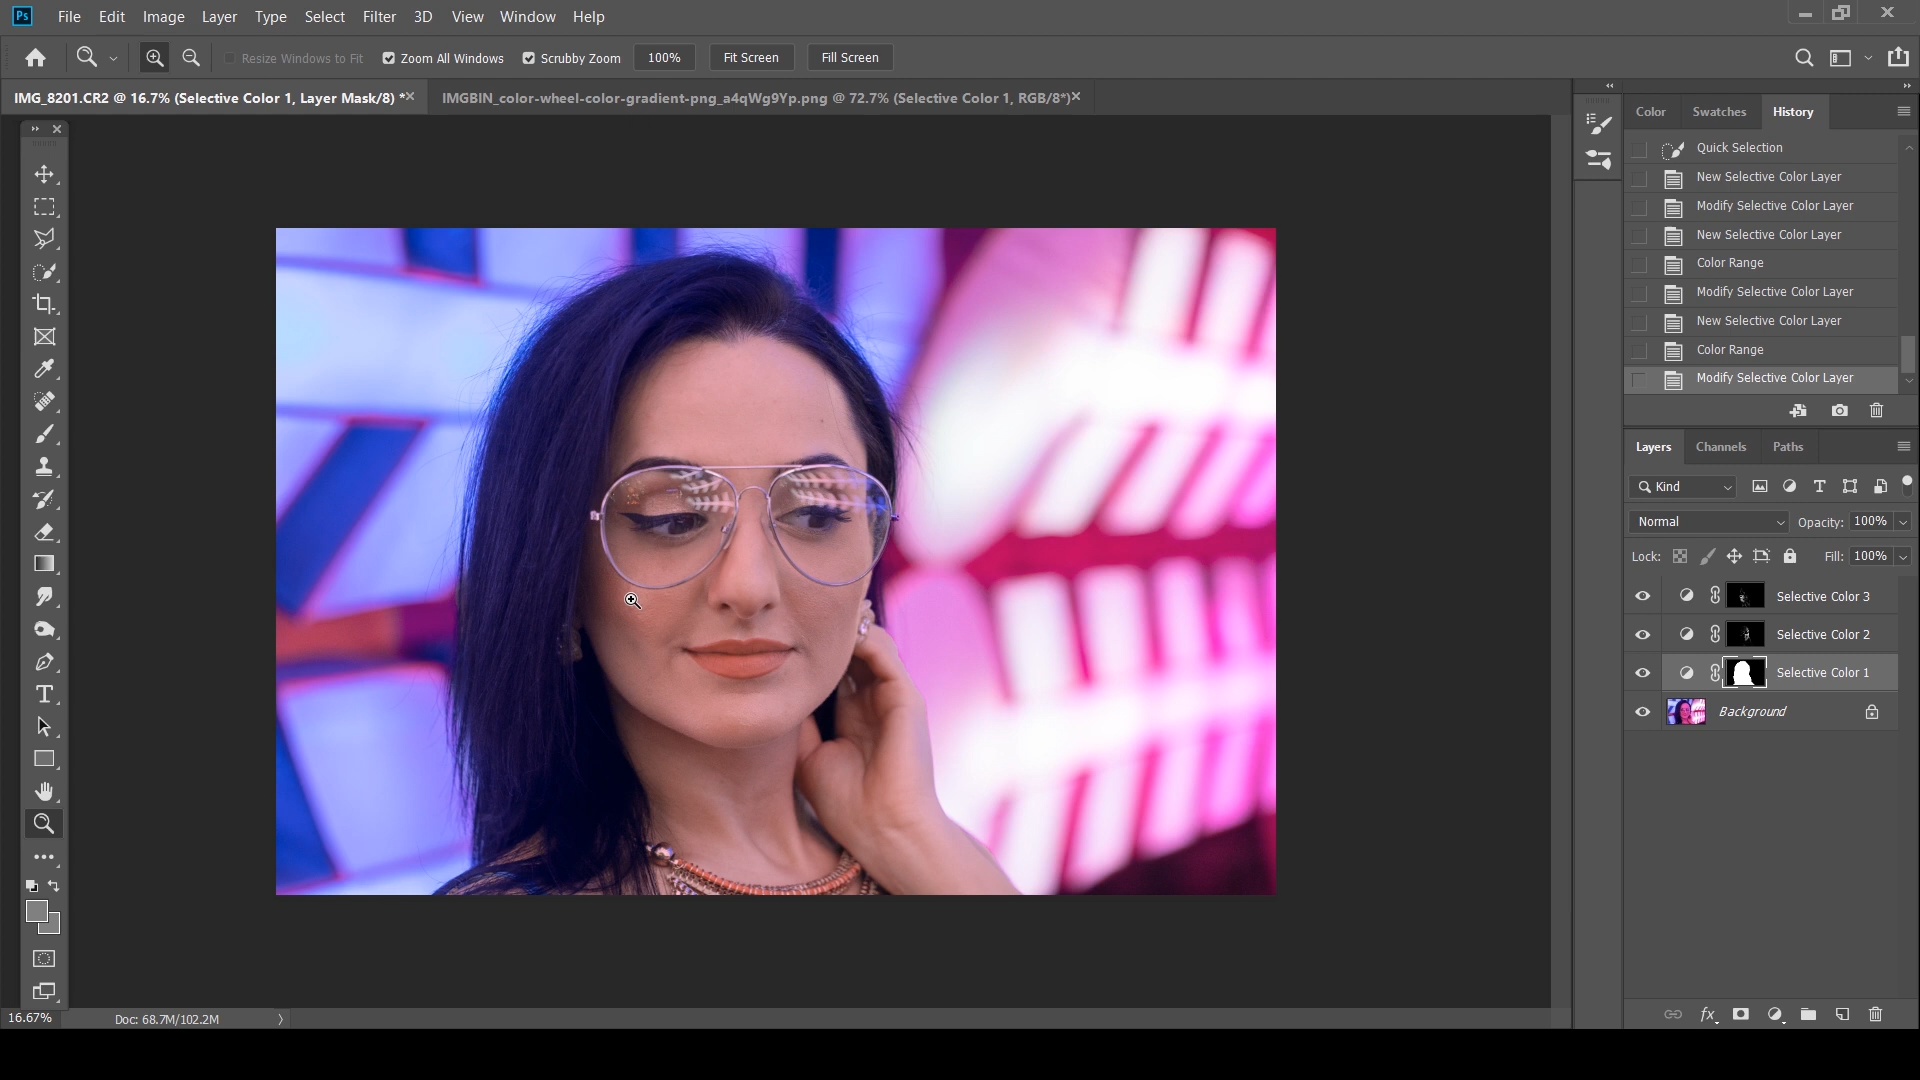 Ps File Edit Image Layer Type Select Filter 3D View Window Help
Resize Windows to Fit Zoom All Windows Scrubby Zoom 100% Fit Screen Fill Screen
IMG_8201.CR2 @ 16.7% (Selective Color 1, Layer Mask/8) * IMGBIN_color-wheel-color-gradient-png_a4qWg9Yp.png @ 72.7% (Selective Color 1, RGB/8*)
Color Swatches History
Quick Selection
New Selective Color Layer
Modify Selective Color Layer
New Selective Color Layer
Color Range
Modify Selective Color Layer
New Selective Color Layer
Color Range
Modify Selective Color Layer
Layers Channels Paths
Kind
Normal Opacity: 100%
Lock: Fill: 100%
Selective Color 3
Selective Color 2
Selective Color 1
Background
fx
16.67% Doc: 68.7M/102.2M